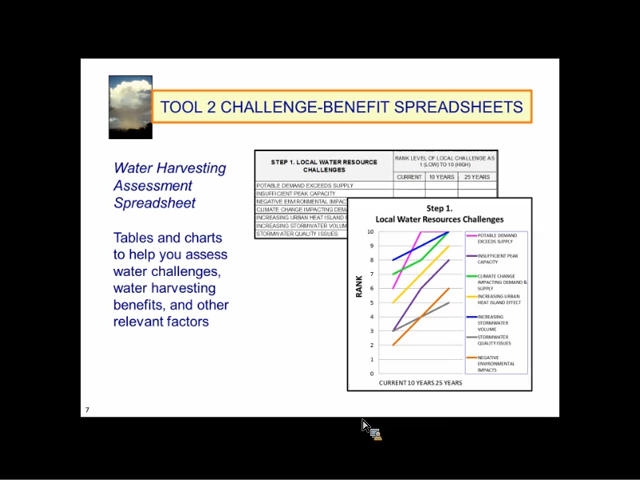 TOOL 2 CHALLENGE-BENEFIT SPREADSHEETS
Water Harvesting
Assessment
Spreadsheet
Tables and charts
to help you assess
water challenges,
water harvesting
benefits, and other
relevant factors
STEP 1. LOCAL WATER RESOURCE
CHALLENGES
RANK LEVEL OF LOCAL CHALLENGE AS
1 (LOW) TO 10 (HIGH)
CURRENT 10 YEARS 25 YEARS
POTABLE DEMAND EXCEEDS SUPPLY
INSUFFICIENT PEAK CAPACITY
NEGATIVE ENVIRONMENTAL IMPAC
CLIMATE CHANGE IMPACTING DEMA
INCREASING URBAN HEAT ISLAND
INCREASING STORMWATER VOLUM
STORMWATER QUALITY ISSUES
Step 1.
Local Water Resources Challenges
RANK
10
9
8
7
6
5
4
3
2
1
0
CURRENT 10 YEARS 25 YEARS
POTABLE DEMAND
EXCEEDS SUPPLY
INSUFFICIENT PEAK
CAPACITY
CLIMATE CHANGE
IMPACTING DEMAND &
SUPPLY
INCREASING URBAN
HEAT ISLAND EFFECT
INCREASING
STORMWATER
VOLUME
STORMWATER
QUALITY ISSUES
NEGATIVE
ENVIRONMENTAL
IMPACTS
7